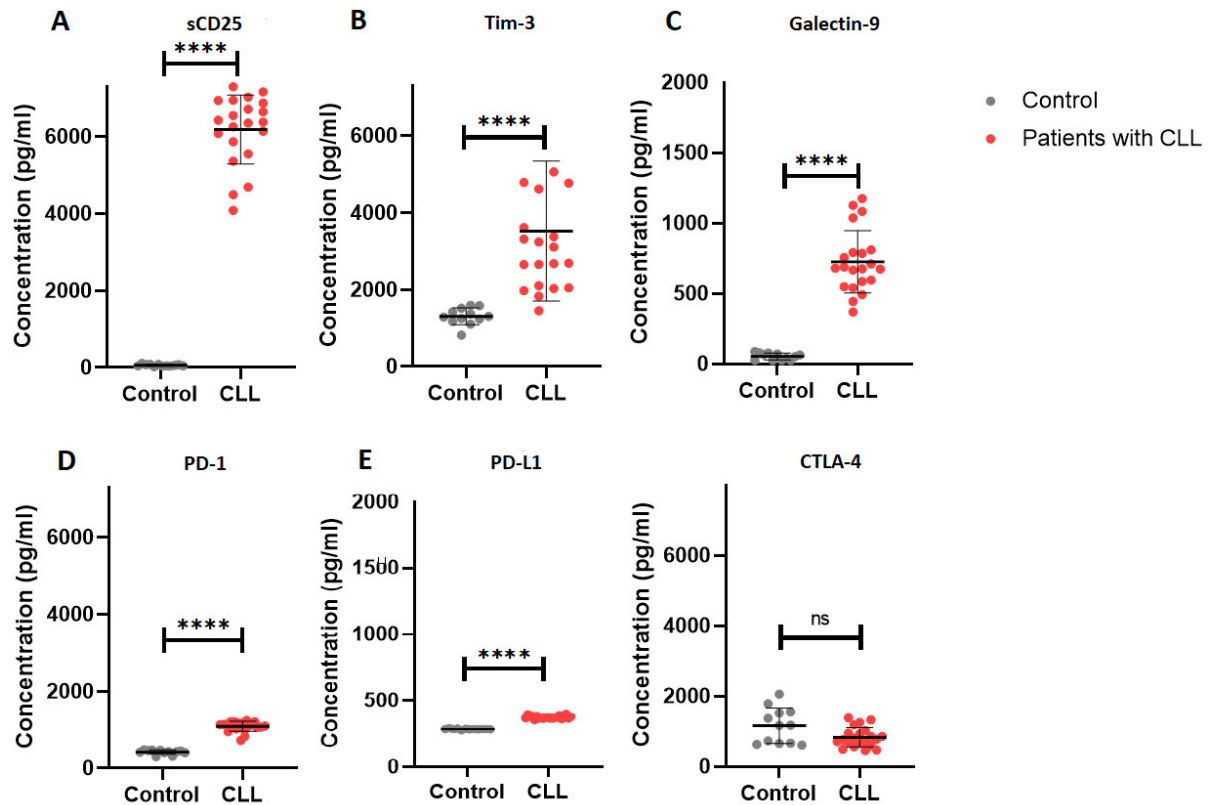 A sCD25
B Tim-3
C Galectin-9
****
****
****
Concentration (pg/ml)
6000
4000
2000
0
Control CLL
Concentration (pg/ml)
6000
4000
2000
0
Control CLL
Concentration (pg/ml)
2000
1500
1000
500
0
Control CLL
Control
Patients with CLL
D PD-1
E PD-L1
CTLA-4
****
****
ns
Concentration (pg/ml)
6000
4000
2000
0
Control CLL
Concentration (pg/ml)
2000
1500
1000
500
0
Control CLL
Concentration (pg/ml)
6000
4000
2000
0
Control CLL